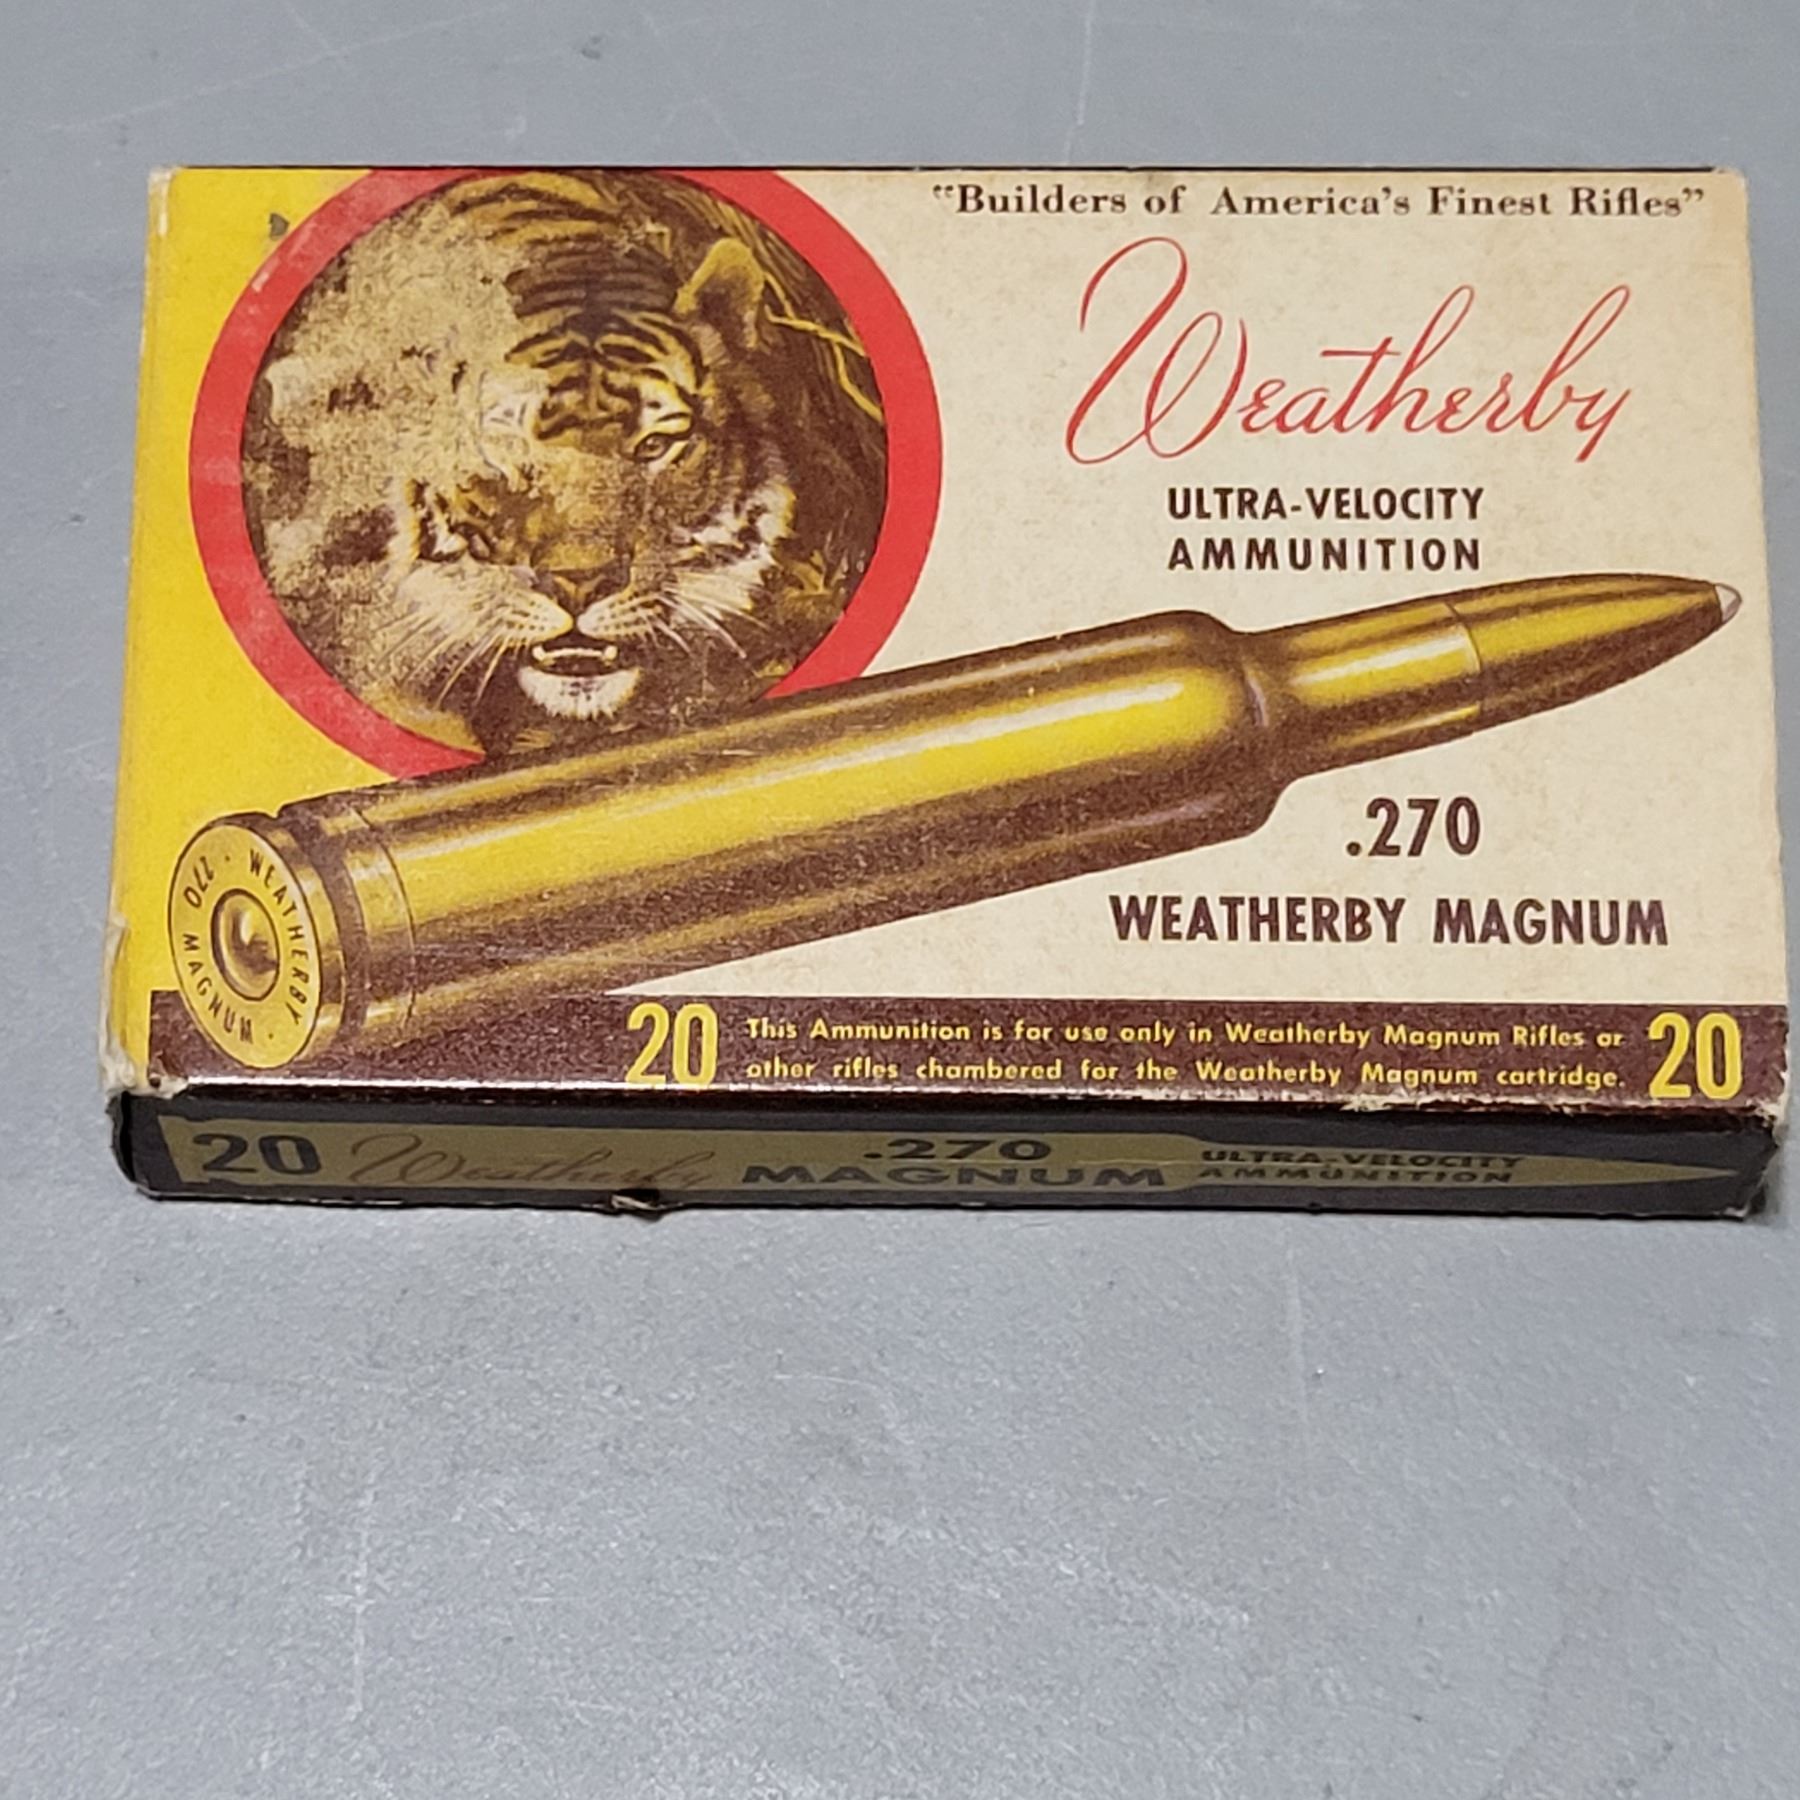 “Builders of America’s Finest Rifles”
Weatherby
ULTRA-VELOCITY
AMMUNITION
.270
WEATHERBY MAGNUM
270 · WEATHERBY · MAGNUM
20 This Ammunition is for use only in Weatherby Magnum Rifles or 20
other rifles chambered for the Weatherby Magnum cartridge.
20 Weatherby .270 ULTRA-VELOCITY
MAGNUM AMMUNITION